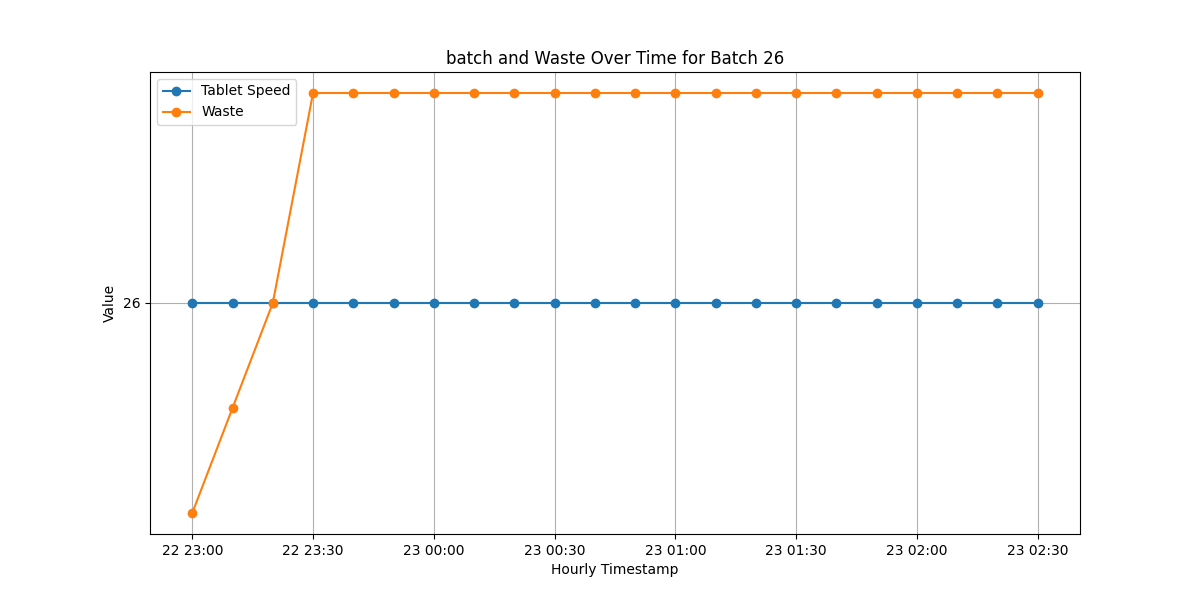 batch and Waste Over Time for Batch 26
Tablet Speed
Waste
Value
26
22 23:00
22 23:30
23 00:00
23 00:30
23 01:00
23 01:30
23 02:00
23 02:30
Hourly Timestamp